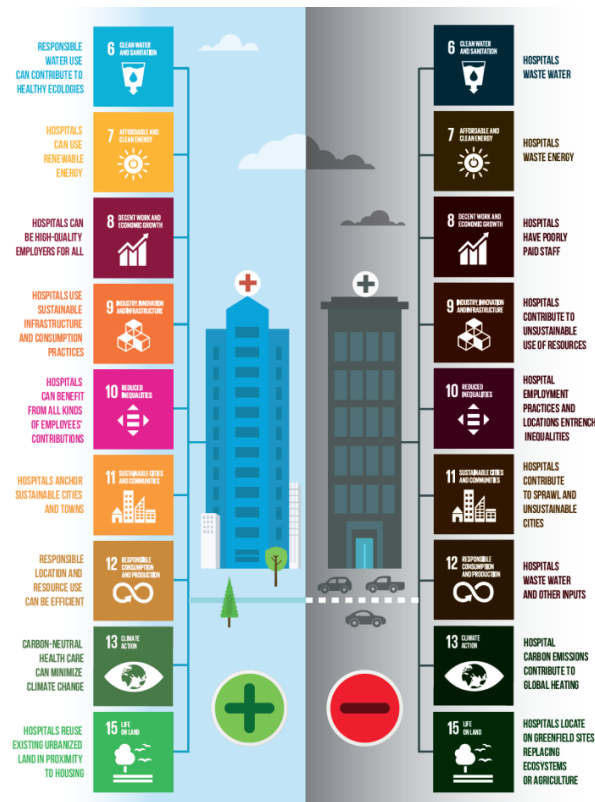 RESPONSIBLE
WATER USE
CAN CONTRIBUTE TO
HEALTHY ECOLOGIES
6 CLEAN WATER
AND SANITATION
6 CLEAN WATER
AND SANITATION
HOSPITALS
WASTE WATER
HOSPITALS
CAN USE
RENEWABLE
ENERGY
7 AFFORDABLE AND
CLEAN ENERGY
7 AFFORDABLE AND
CLEAN ENERGY
HOSPITALS
WASTE ENERGY
HOSPITALS CAN
BE HIGH-QUALITY
EMPLOYERS FOR ALL
8 DECENT WORK AND
ECONOMIC GROWTH
8 DECENT WORK AND
ECONOMIC GROWTH
HOSPITALS
HAVE POORLY
PAID STAFF
HOSPITALS USE
SUSTAINABLE
INFRASTRUCTURE
AND CONSUMPTION
PRACTICES
9 INDUSTRY, INNOVATION
AND INFRASTRUCTURE
9 INDUSTRY, INNOVATION
AND INFRASTRUCTURE
HOSPITALS
CONTRIBUTE TO
UNSUSTAINABLE
USE OF RESOURCES
HOSPITALS
CAN BENEFIT
FROM ALL KINDS
OF EMPLOYEES'
CONTRIBUTIONS
10 REDUCED
INEQUALITIES
10 REDUCED
INEQUALITIES
HOSPITAL
EMPLOYMENT
PRACTICES AND
LOCATIONS ENTRENCH
INEQUALITIES
HOSPITALS ANCHOR
SUSTAINABLE CITIES
AND TOWNS
11 SUSTAINABLE CITIES
AND COMMUNITIES
11 SUSTAINABLE CITIES
AND COMMUNITIES
HOSPITALS
CONTRIBUTE
TO SPRAWL AND
UNSUSTAINABLE
CITIES
RESPONSIBLE
LOCATION AND
RESOURCE USE
CAN BE EFFICIENT
12 RESPONSIBLE
CONSUMPTION
AND PRODUCTION
12 RESPONSIBLE
CONSUMPTION
AND PRODUCTION
HOSPITALS
WASTE WATER
AND OTHER INPUTS
CARBON-NEUTRAL
HEALTH CARE
CAN MINIMIZE
CLIMATE CHANGE
13 CLIMATE
ACTION
13 CLIMATE
ACTION
HOSPITAL
CARBON EMISSIONS
CONTRIBUTE TO
GLOBAL HEATING
HOSPITALS REUSE
EXISTING URBANIZED
LAND IN PROXIMITY
TO HOUSING
15 LIFE
ON LAND
15 LIFE
ON LAND
HOSPITALS LOCATE
ON GREENFIELD SITES
REPLACING
ECOSYSTEMS
OR AGRICULTURE